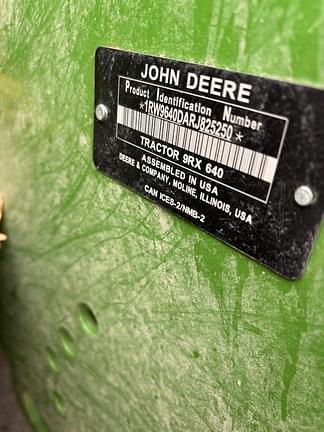 JOHN DEERE
Product Identification Number
*1RW9640DARJ825250*
TRACTOR 9RX 640
ASSEMBLED IN USA
DEERE & COMPANY, MOLINE, ILLINOIS, USA
CAN ICES-2/NMB-2